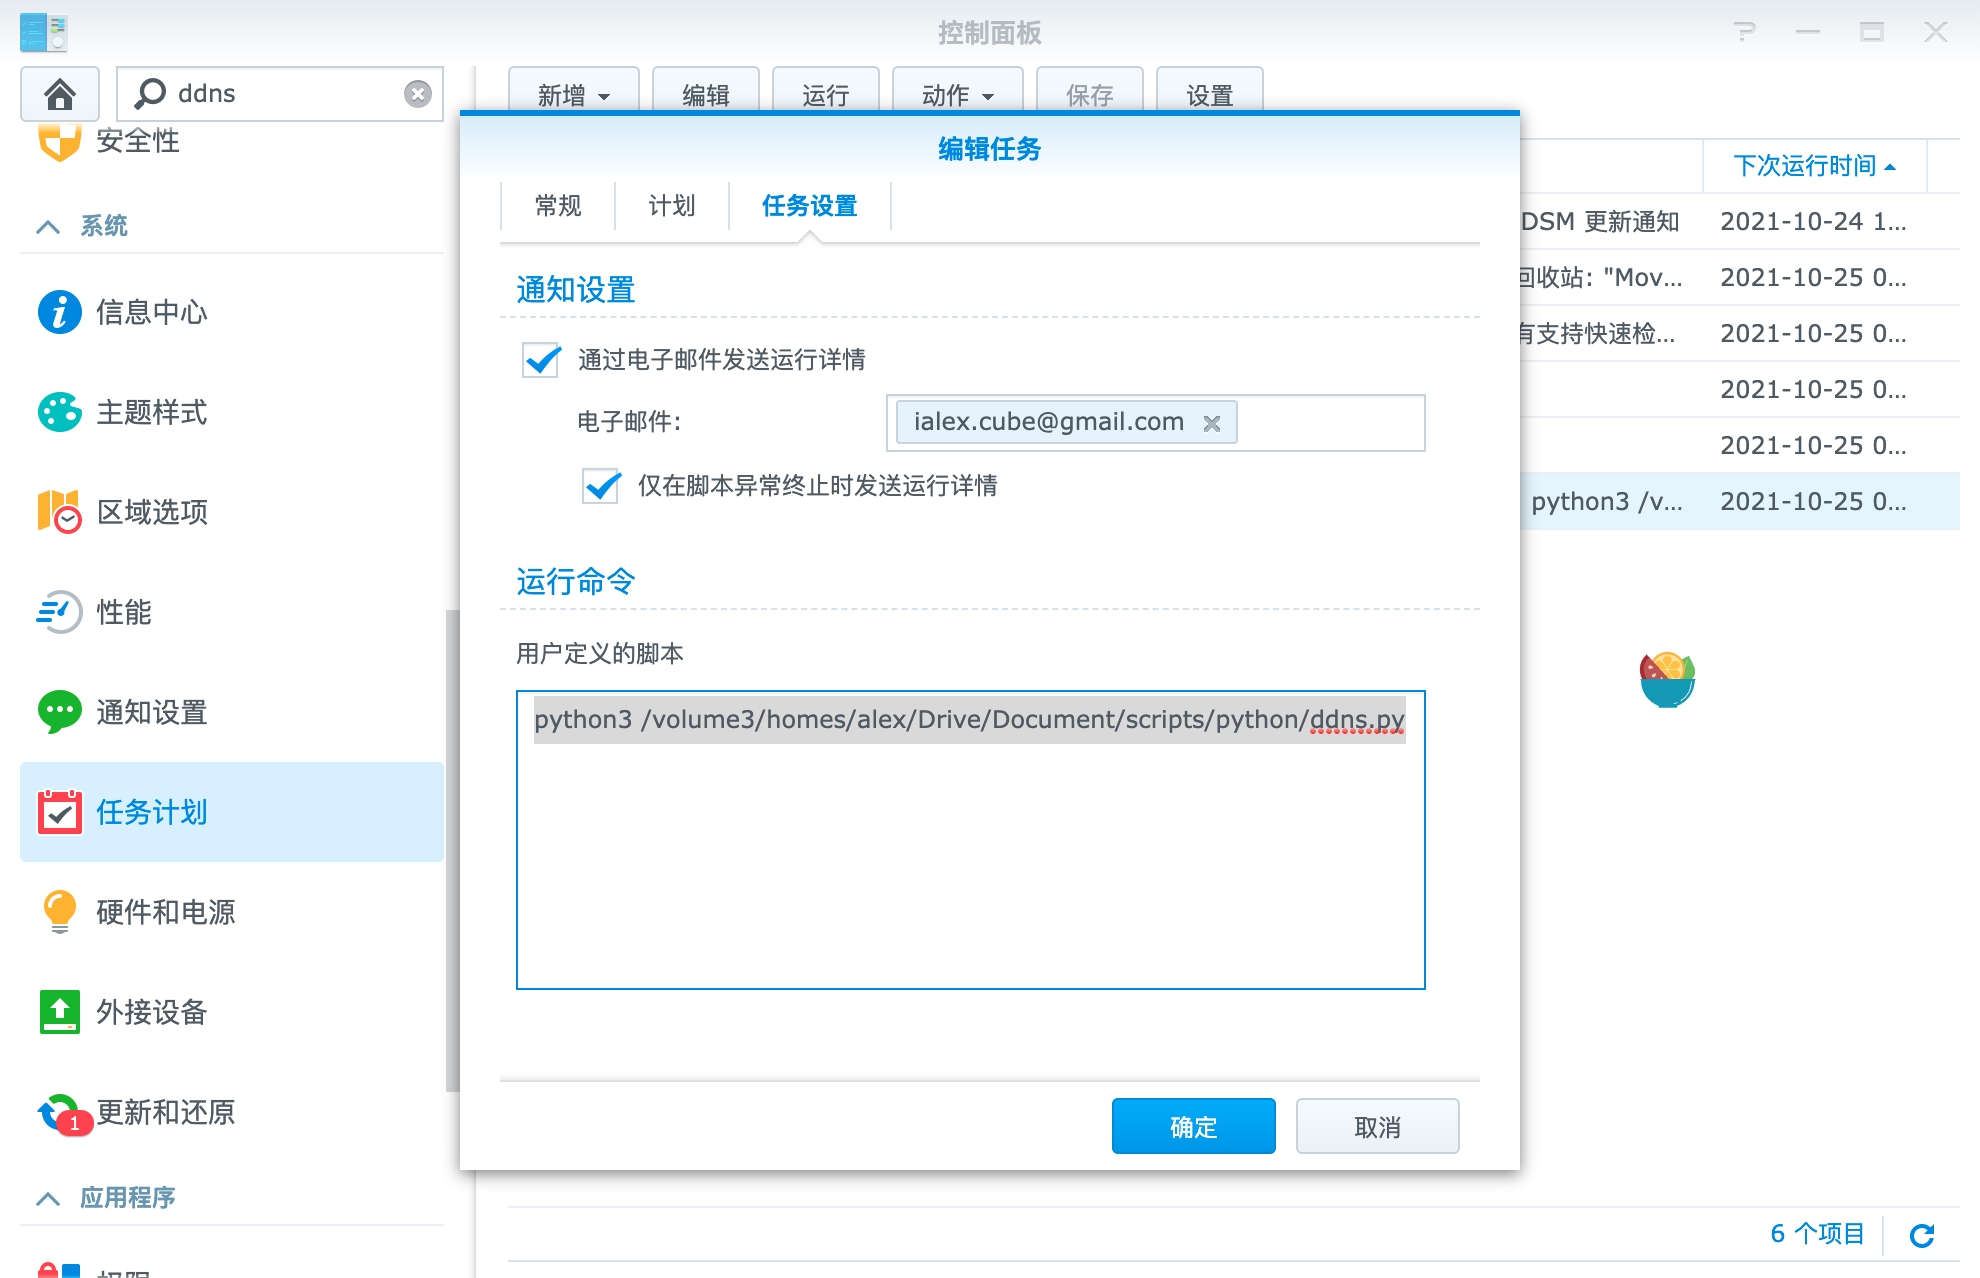 控制面板
ddns
新增
编辑
运行
动作
保存
设置
安全性
系统
信息中心
主题样式
区域选项
性能
通知设置
任务计划
硬件和电源
外接设备
更新和还原
1
应用程序
权限
编辑任务
常规
计划
任务设置
通知设置
通过电子邮件发送运行详情
电子邮件:
ialex.cube@gmail.com
仅在脚本异常终止时发送运行详情
运行命令
用户定义的脚本
python3 /volume3/homes/alex/Drive/Document/scripts/python/ddns.py
确定
取消
下次运行时间
DSM 更新通知 2021-10-24 1...
回收站: "Mov... 2021-10-25 0...
有支持快速检... 2021-10-25 0...
2021-10-25 0...
2021-10-25 0...
python3 /v... 2021-10-25 0...
6 个项目